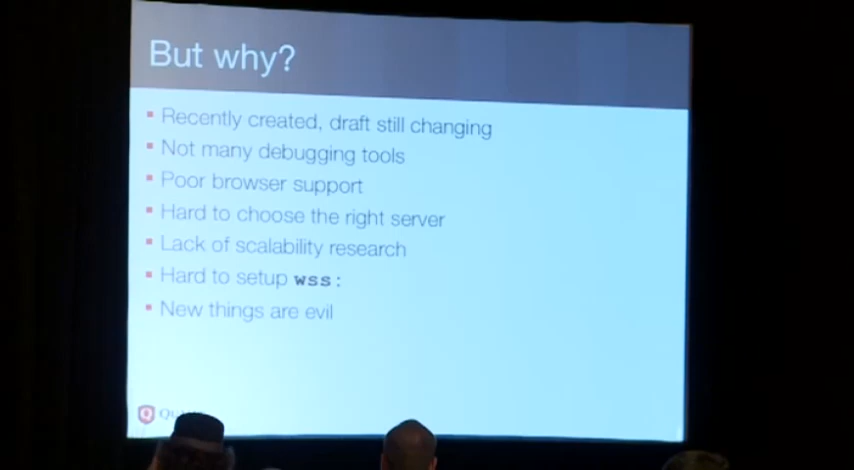 But why?
Recently created, draft still changing
Not many debugging tools
Poor browser support
Hard to choose the right server
Lack of scalability research
Hard to setup wss:
New things are evil